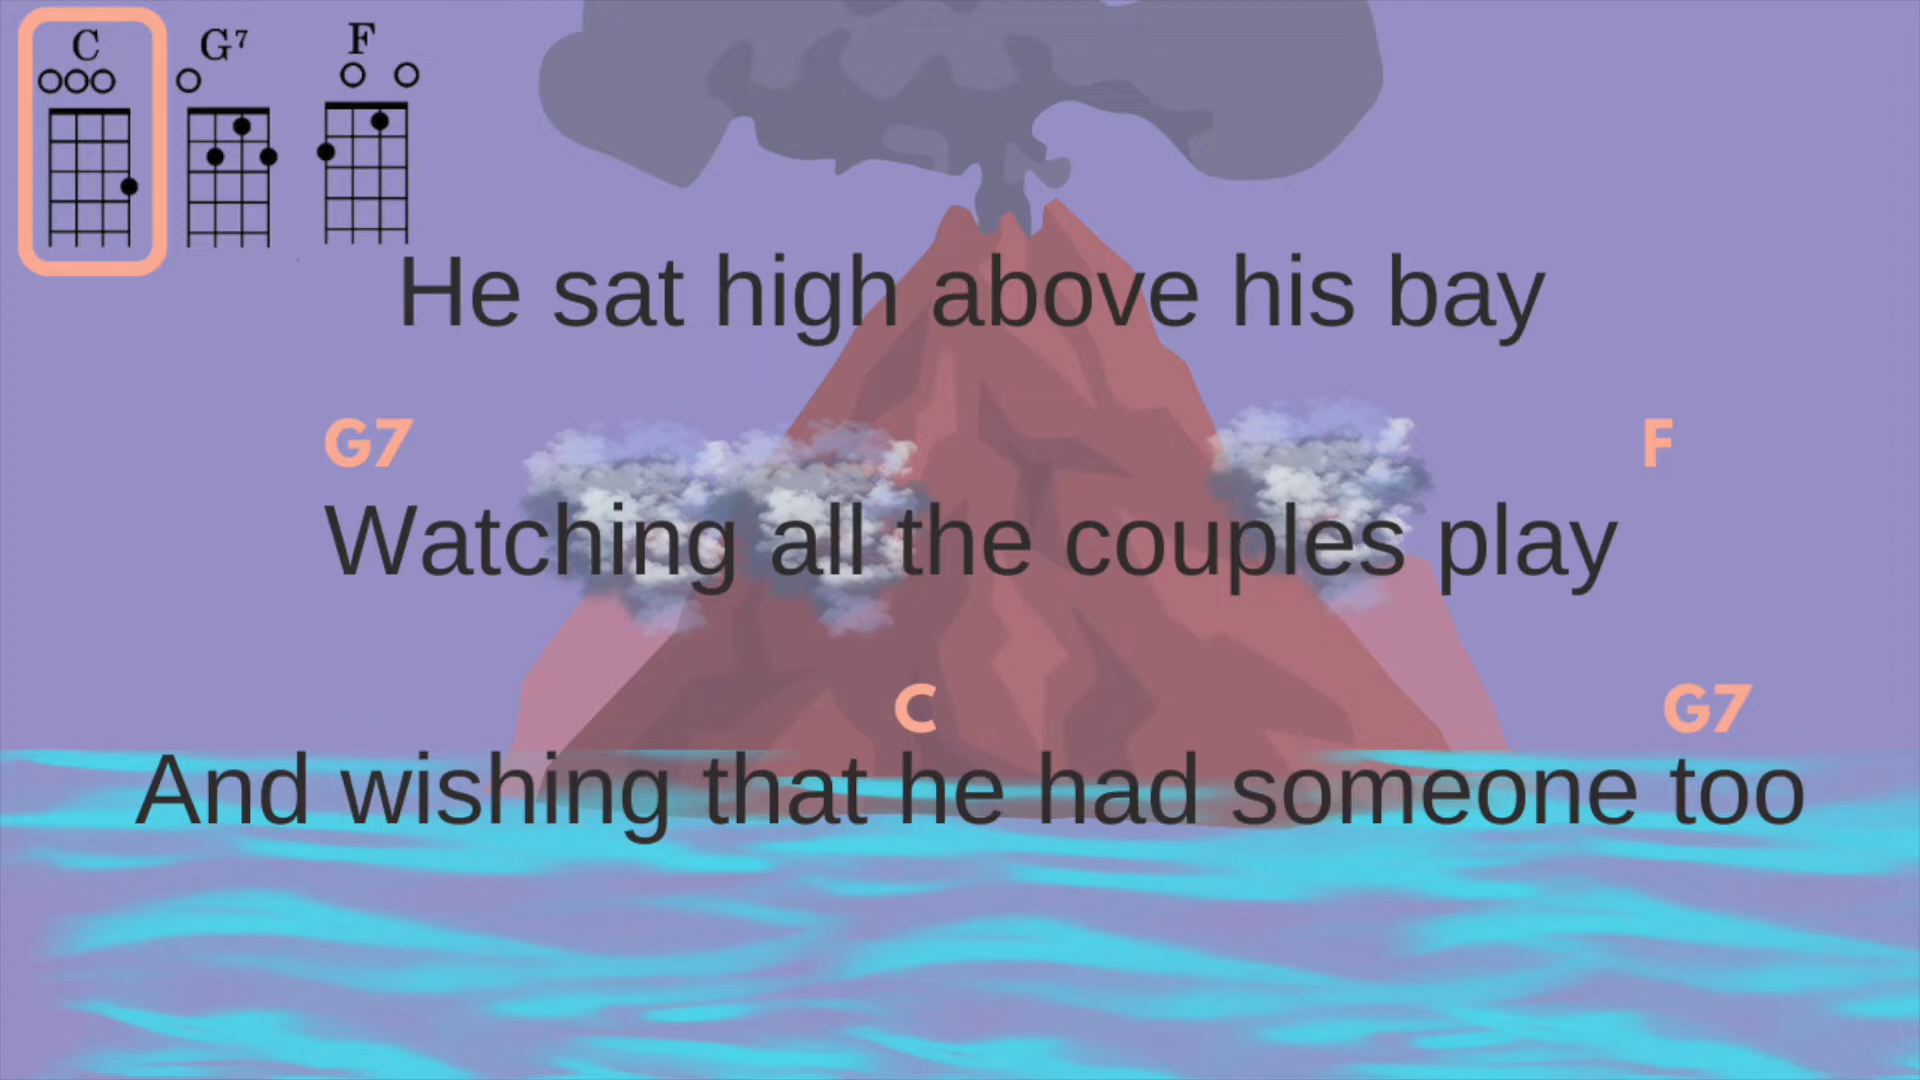 C G7 F
He sat high above his bay
G7 F
Watching all the couples play
C G7
And wishing that he had someone too